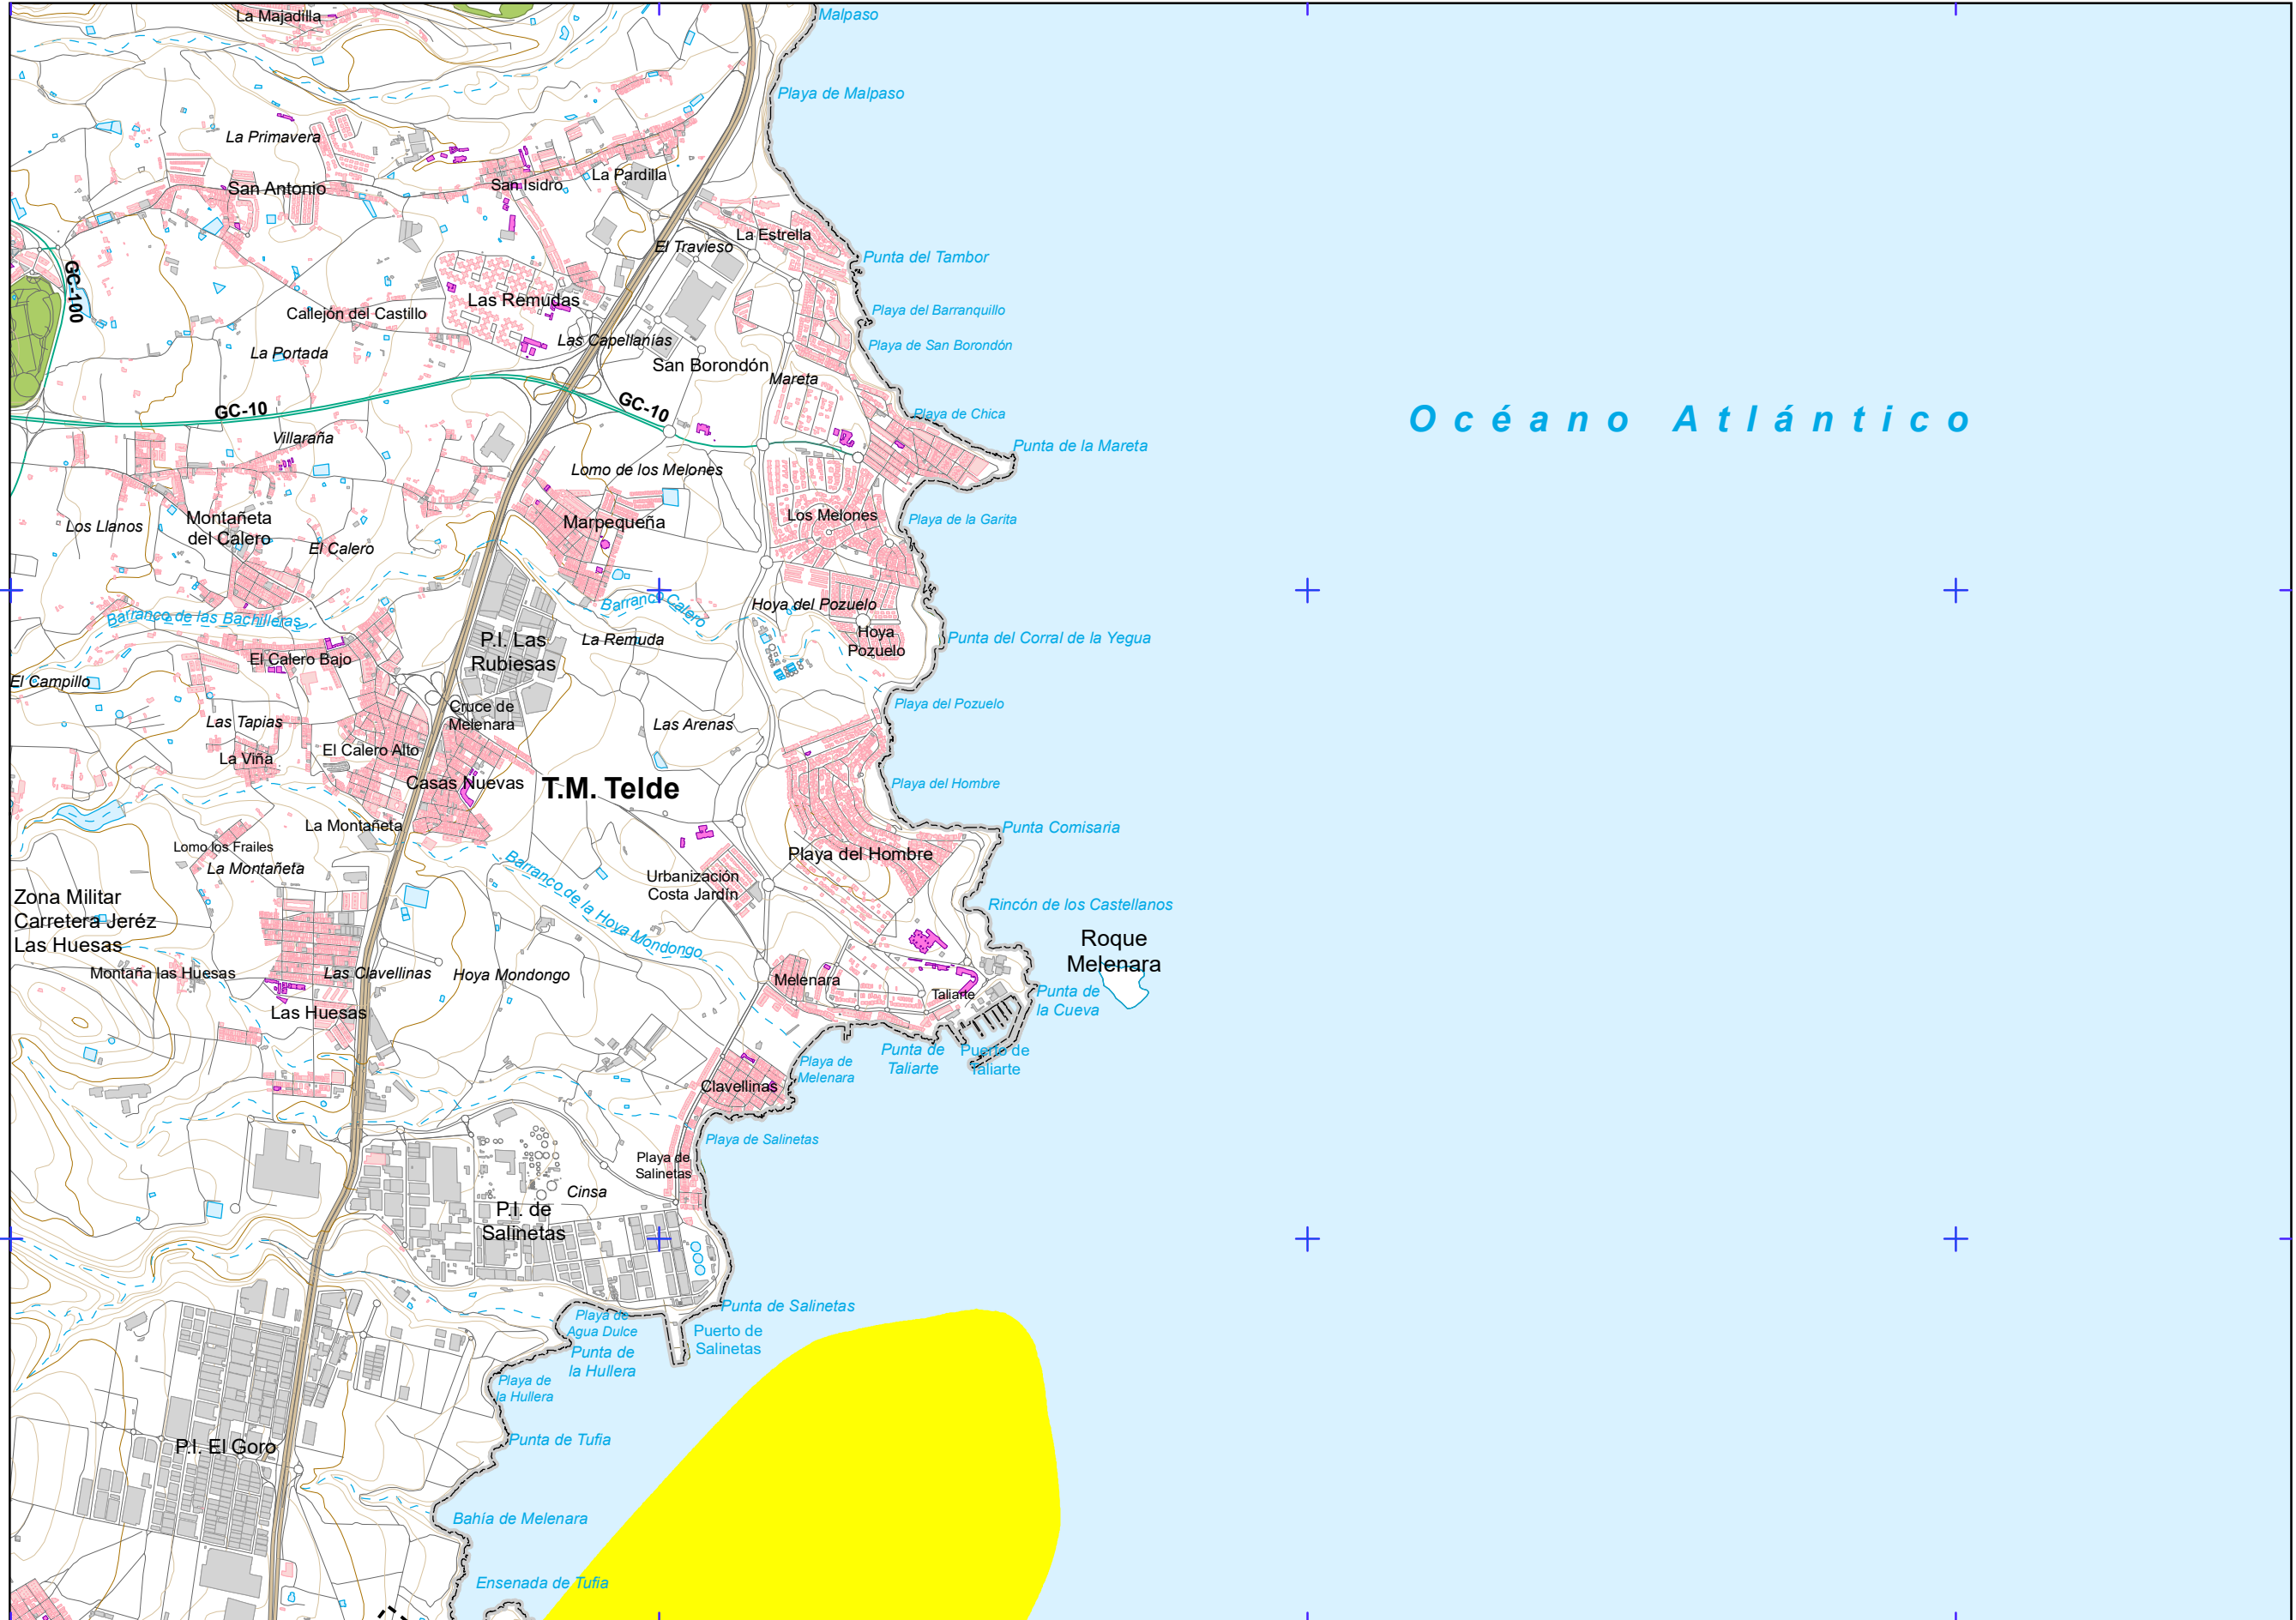 La Majadilla
Malpaso
Playa de Malpaso
La Primavera
San Antonio
San Isidro
La Pardilla
La Estrella
El Travieso
Punta del Tambor
GC-100
Las Remudas
Callejón del Castillo
Playa del Barranquillo
Las Capellanías
Playa de San Borondón
La Portada
San Borondón
Mareta
GC-10
GC-10
Playa de Chica
Océano Atlántico
Villaraña
Punta de la Mareta
Lomo de los Melones
Los Llanos
Montañeta
del Calero
El Calero
Marpequeña
Los Melones
Playa de la Garita
Barranco de las Bachilleras
Barranco Calero
Hoya del Pozuelo
Hoya
Pozuelo
Punta del Corral de la Yegua
P.I. Las
Rubiesas
La Remuda
El Calero Bajo
El Campillo
Cruce de
Melenara
Las Arenas
Playa del Pozuelo
Las Tapias
La Viña
El Calero Alto
Casas Nuevas
T.M. Telde
Playa del Hombre
La Montañeta
Punta Comisaria
Lomo los Frailes
La Montañeta
Playa del Hombre
Barranco de la Hoya Mondongo
Urbanización
Costa Jardín
Zona Militar
Carretera Jeréz
Las Huesas
Rincón de los Castellanos
Roque
Melenara
Montaña las Huesas
Las Clavellinas
Hoya Mondongo
Melenara
Taliarte
Punta de
la Cueva
Las Huesas
Punta de
Taliarte
Puerto de
Taliarte
Playa de
Melenara
Clavellinas
Playa de Salinetas
Playa de
Salinetas
Cinsa
P.I. de
Salinetas
Punta de Salinetas
Playa de
Agua Dulce
Puerto de
Salinetas
Punta de
la Hullera
Playa de
la Hullera
P.I. El Goro
Punta de Tufia
Bahía de Melenara
Ensenada de Tufia